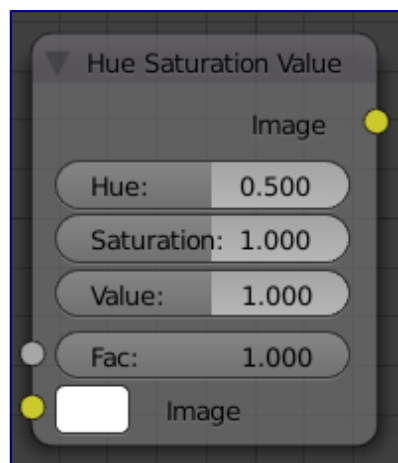 Hue Saturation Value
Image
Hue: 0.500
Saturation: 1.000
Value: 1.000
Fac: 1.000
Image